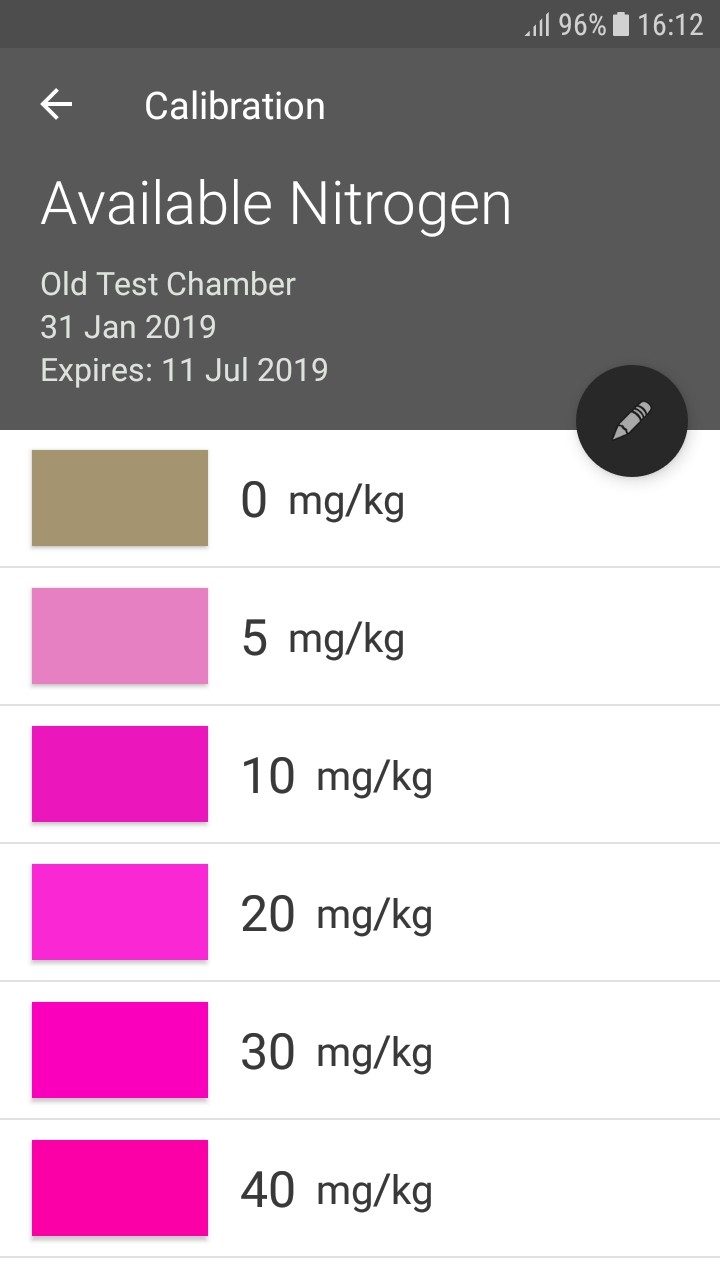 96% 16:12
Calibration
Available Nitrogen
Old Test Chamber
31 Jan 2019
Expires: 11 Jul 2019
0 mg/kg
5 mg/kg
10 mg/kg
20 mg/kg
30 mg/kg
40 mg/kg